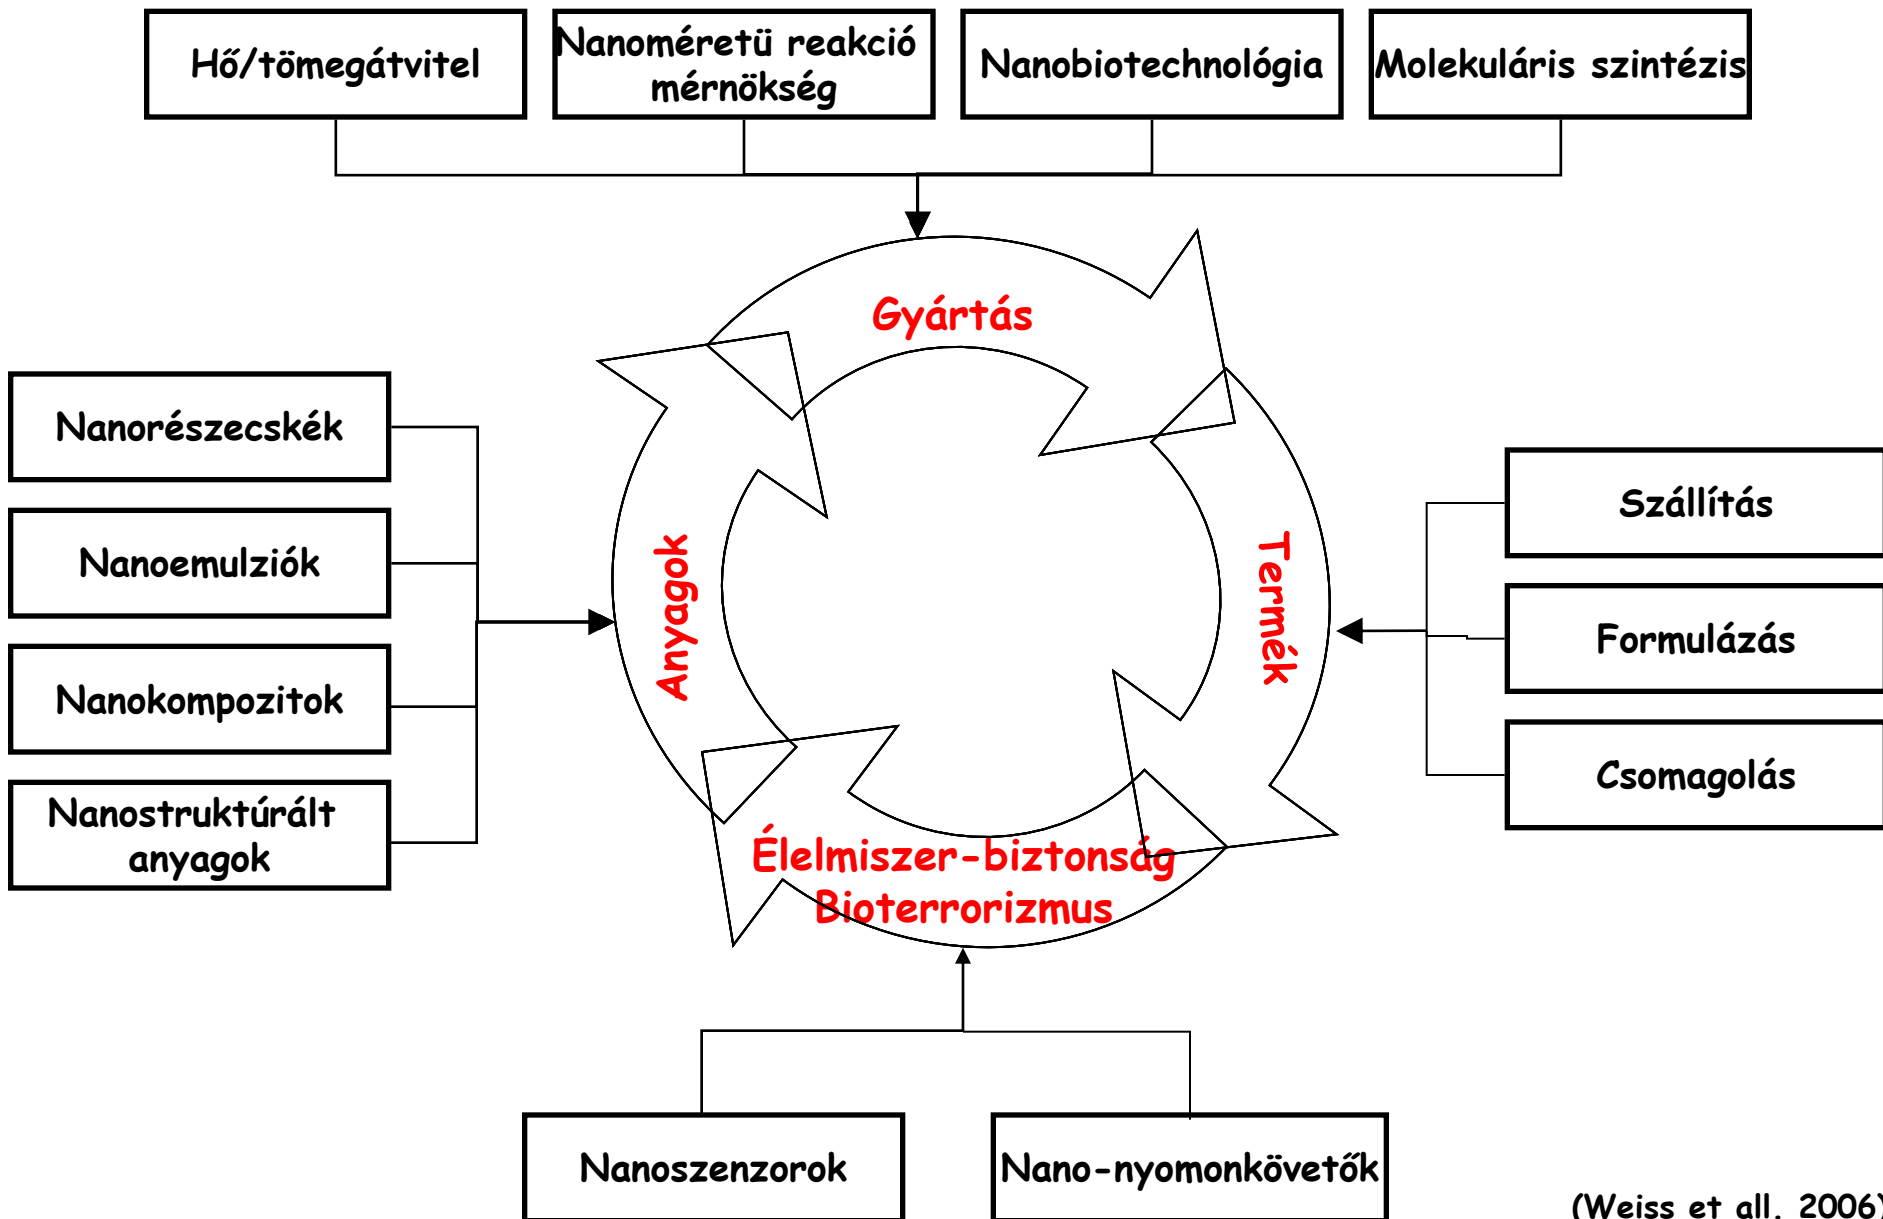 Hő/tömegátvitel
Nanoméretü reakció
mérnökség
Nanobiotechnológia
Molekuláris szintézis
Gyártás
Nanorészecskék
Nanoemulziók
Nanokompozitok
Nanostruktúrált
anyagok
Anyagok
Termék
Szállítás
Formulázás
Csomagolás
Élelmiszer-biztonság
Bioterrorizmus
Nanoszenzorok
Nano-nyomonkövetők
(Weiss et all. 2006)